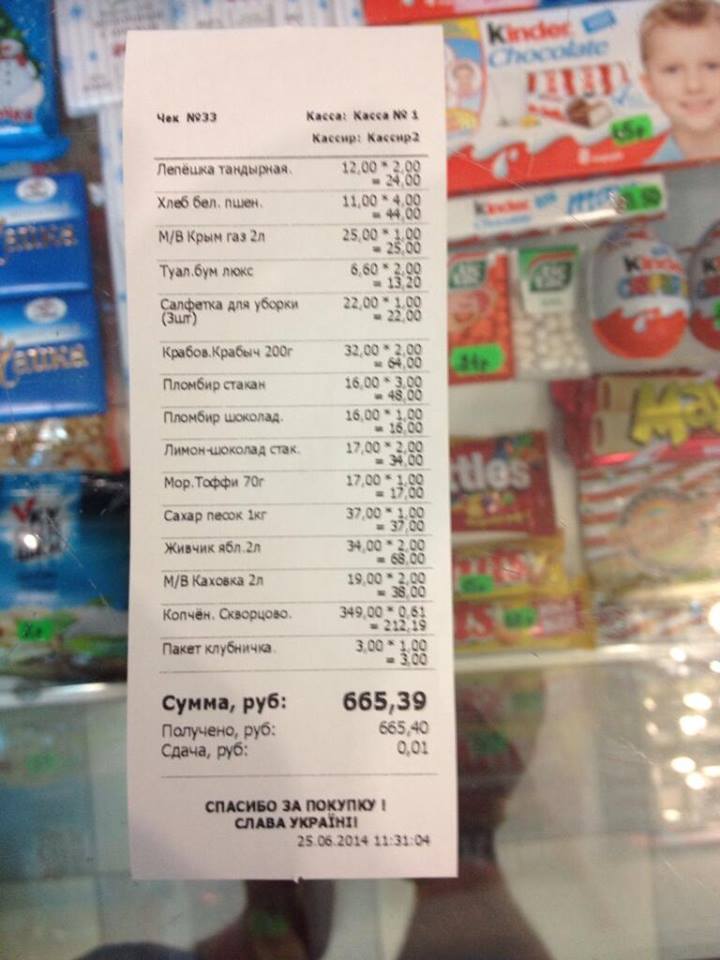 Чек №33 Касса: Касса № 1
Кассир: Кассир2
Лепёшка тандырная. 12,00 * 2,00
= 24,00
Хлеб бел. пшен. 11,00 * 4,00
= 44,00
М/В Крым газ 2л 25,00 * 1,00
= 25,00
Туал.бум люкс 6,60 * 2,00
= 13,20
Салфетка для уборки 22,00 * 1,00
(3шт) = 22,00
Крабов.Крабыч 200г 32,00 * 2,00
= 64,00
Пломбир стакан 16,00 * 3,00
= 48,00
Пломбир шоколад. 16,00 * 1,00
= 16,00
Лимон-шоколад стак. 17,00 * 2,00
= 34,00
Мор.Тоффи 70г 17,00 * 1,00
= 17,00
Сахар песок 1кг 37,00 * 1,00
= 37,00
Живчик ябл.2л 34,00 * 2,00
= 68,00
М/В Каховка 2л 19,00 * 2,00
= 38,00
Копчён. Скворцово. 349,00 * 0,61
= 212,19
Пакет клубничка. 3,00 * 1,00
= 3,00
Сумма, руб: 665,39
Получено, руб: 665,40
Сдача, руб: 0,01
СПАСИБО ЗА ПОКУПКУ !
СЛАВА УКРАЇНІ!
25.06.2014 11:31:04
kinder
Chocolate
kinder
Chocolate